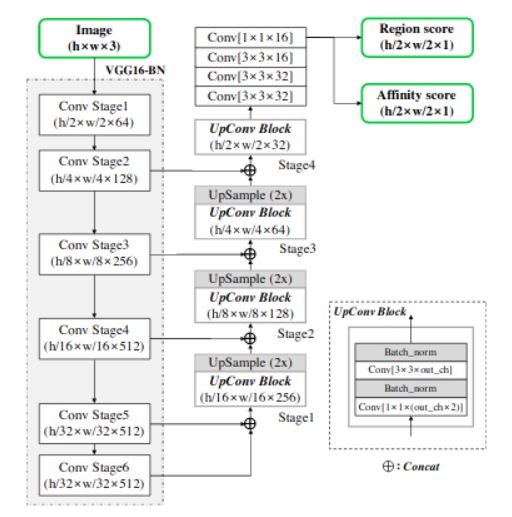 Image
(h×w×3)
VGG16-BN
Conv Stage1
(h/2×w/2×64)
Conv Stage2
(h/4×w/4×128)
Conv Stage3
(h/8×w/8×256)
Conv Stage4
(h/16×w/16×512)
Conv Stage5
(h/32×w/32×512)
Conv Stage6
(h/32×w/32×512)
Conv[1×1×16]
Conv[3×3×16]
Conv[3×3×32]
Conv[3×3×32]
UpConv Block
(h/2×w/2×32)
Stage4
UpSample (2x)
UpConv Block
(h/4×w/4×64)
Stage3
UpSample (2x)
UpConv Block
(h/8×w/8×128)
Stage2
UpSample (2x)
UpConv Block
(h/16×w/16×256)
Stage1
Region score
(h/2×w/2×1)
Affinity score
(h/2×w/2×1)
UpConv Block
Batch_norm
Conv[3×3×out_ch]
Batch_norm
Conv[1×1×(out_ch×2)]
⊕ : Concat